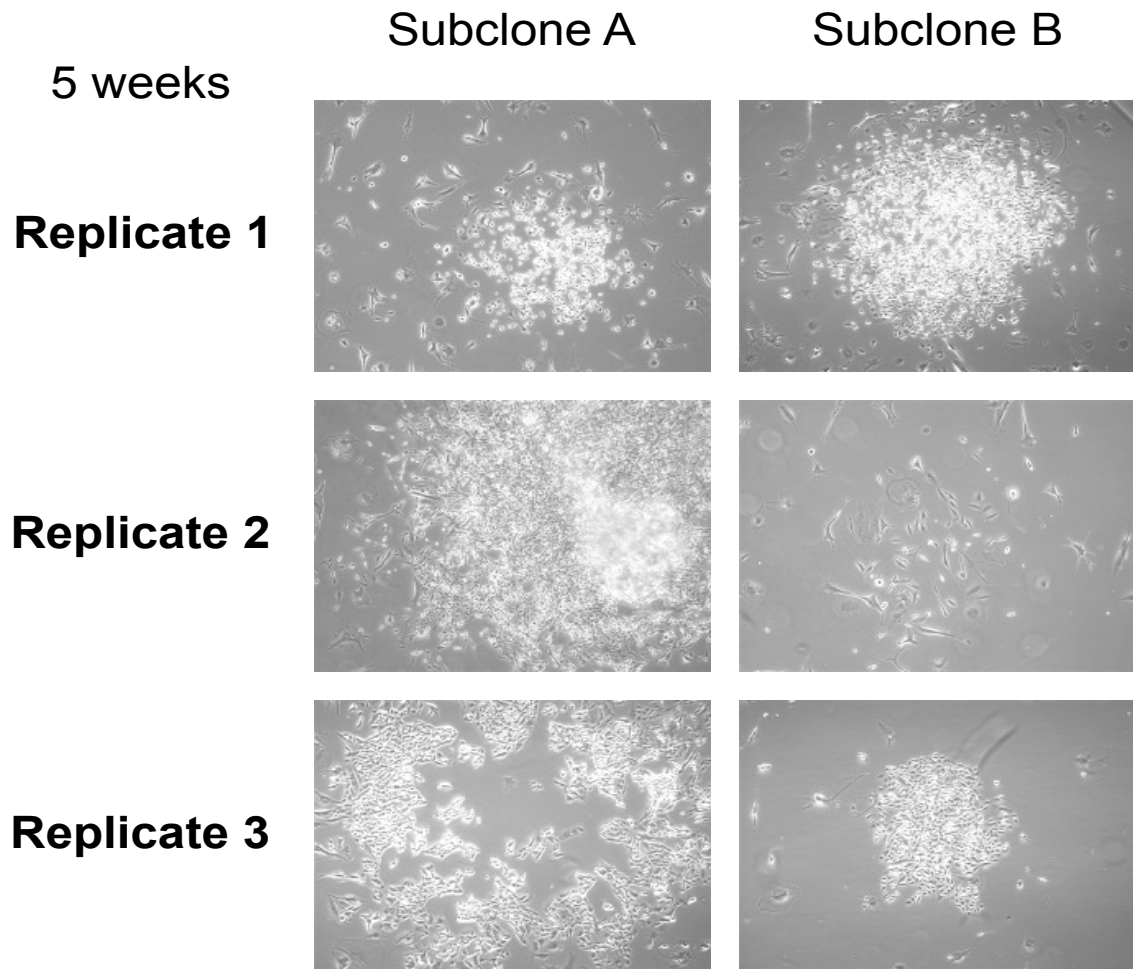 Subclone A
Subclone B
5 weeks
Replicate 1
Replicate 2
Replicate 3